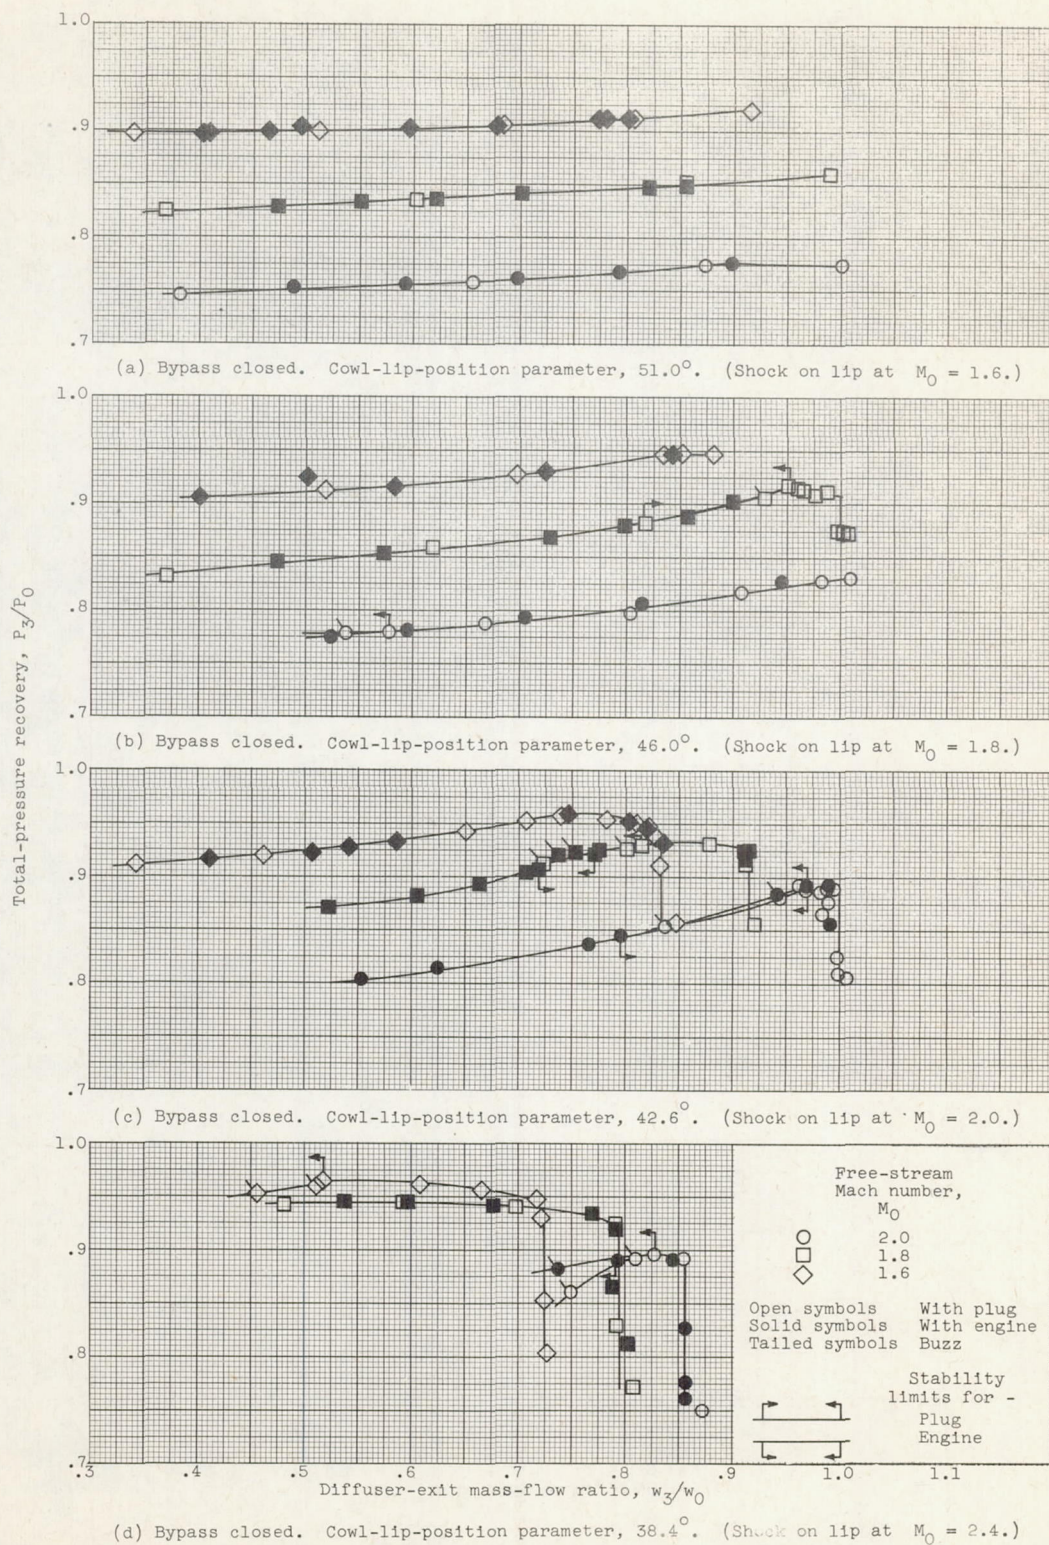 1.0
.9
.8
.7
(a) Bypass closed. Cowl-lip-position parameter, 51.0°. (Shock on lip at M0 = 1.6.)
1.0
.9
.8
.7
(b) Bypass closed. Cowl-lip-position parameter, 46.0°. (Shock on lip at M0 = 1.8.)
Total-pressure recovery, P3/P0
1.0
.9
.8
.7
(c) Bypass closed. Cowl-lip-position parameter, 42.6°. (Shock on lip at M0 = 2.0.)
1.0
.9
.8
.7
Free-stream
Mach number,
M0
2.0
1.8
1.6
Open symbols With plug
Solid symbols With engine
Tailed symbols Buzz
Stability
limits for -
Plug
Engine
.3 .4 .5 .6 .7 .8 .9 1.0 1.1
Diffuser-exit mass-flow ratio, w3/w0
(d) Bypass closed. Cowl-lip-position parameter, 38.4°. (Shock on lip at M0 = 2.4.)